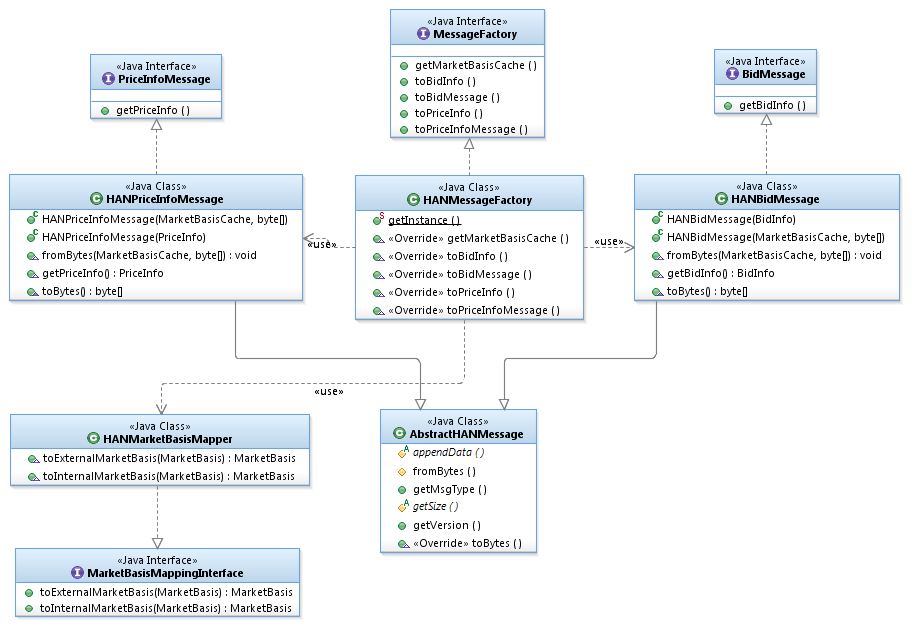 «Java Interface»
MessageFactory
getMarketBasisCache ( )
toBidInfo ( )
toBidMessage ( )
toPriceInfo ( )
toPriceInfoMessage ( )
«Java Interface»
PriceInfoMessage
getPriceInfo ( )
«Java Interface»
BidMessage
getBidInfo ( )
«Java Class»
HANPriceInfoMessage
HANPriceInfoMessage(MarketBasisCache, byte[])
HANPriceInfoMessage(PriceInfo)
fromBytes(MarketBasisCache, byte[]) : void
getPriceInfo() : PriceInfo
toBytes() : byte[]
«use»
«Java Class»
HANMessageFactory
getInstance ( )
«Override» getMarketBasisCache ( )
«Override» toBidInfo ( )
«Override» toBidMessage ( )
«Override» toPriceInfo ( )
«Override» toPriceInfoMessage ( )
«use»
«Java Class»
HANBidMessage
HANBidMessage(BidInfo)
HANBidMessage(MarketBasisCache, byte[])
fromBytes(MarketBasisCache, byte[]) : void
getBidInfo() : BidInfo
toBytes() : byte[]
«use»
«Java Class»
HANMarketBasisMapper
toExternalMarketBasis(MarketBasis) : MarketBasis
toInternalMarketBasis(MarketBasis) : MarketBasis
«Java Class»
AbstractHANMessage
appendData ( )
fromBytes ( )
getMsgType ( )
getSize ( )
getVersion ( )
«Override» toBytes ( )
«Java Interface»
MarketBasisMappingInterface
toExternalMarketBasis(MarketBasis) : MarketBasis
toInternalMarketBasis(MarketBasis) : MarketBasis